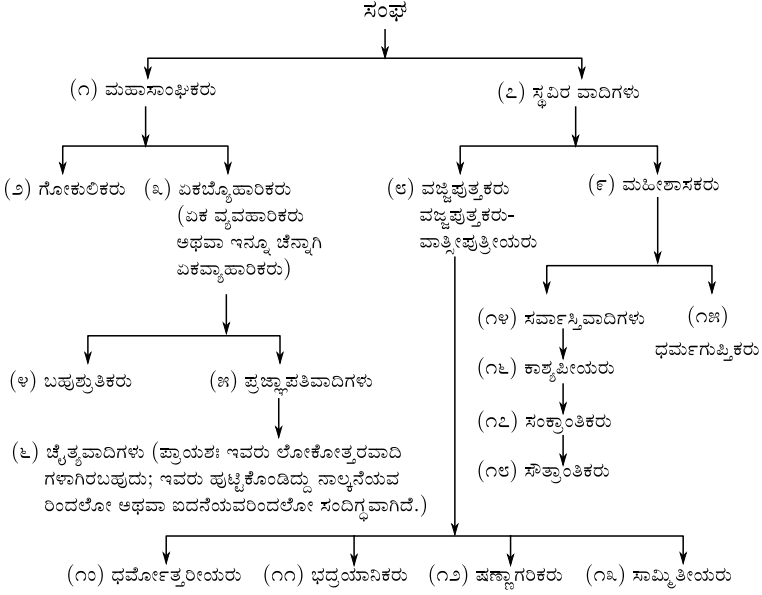 ಸಂಘ
(೧) ಮಹಾಸಾಂಘಿಕರು
(೭) ಸ್ಥವಿರ ವಾದಿಗಳು
(೨) ಗೋಕುಲಿಕರು
(೩) ಏಕಬ್ಯೊಹಾರಿಕರು
(ಏಕ ವ್ಯವಹಾರಿಕರು
ಅಥವಾ ಇನ್ನೂ ಚೆನ್ನಾಗಿ
ಏಕವ್ಯಾಹಾರಿಕರು)
(೮) ವಜ್ಜಿಪುತ್ತಕರು
ವಜ್ಜಪುತ್ತಕರು-
ವಾತ್ಸೀಪುತ್ರೀಯರು
(೯) ಮಹೀಶಾಸಕರು
(೧೪) ಸರ್ವಾಸ್ತಿವಾದಿಗಳು
(೧೫)
ಧರ್ಮಗುಪ್ತಿಕರು
(೪) ಬಹುಶ್ರುತಿಕರು
(೫) ಪ್ರಜ್ಞಾಪತಿವಾದಿಗಳು
(೧೬) ಕಾಶ್ಯಪೀಯರು
(೧೭) ಸಂಕ್ರಾಂತಿಕರು
(೧೮) ಸೌತ್ರಾಂತಿಕರು
(೬) ಚೈತ್ಯವಾದಿಗಳು (ಪ್ರಾಯಶಃ ಇವರು ಲೋಕೋತ್ತರವಾದಿ
ಗಳಾಗಿರಬಹುದು; ಇವರು ಹುಟ್ಟಿಕೊಂಡಿದ್ದು ನಾಲ್ಕನೆಯವ
ರಿಂದಲೋ ಅಥವಾ ಐದನೆಯವರಿಂದಲೋ ಸಂದಿಗ್ಧವಾಗಿದೆ.)
(೧೦) ಧರ್ಮೋತ್ತರೀಯರು
(೧೧) ಭದ್ರಯಾನಿಕರು
(೧೨) ಷಣ್ಣಾಗರಿಕರು
(೧೩) ಸಾಮ್ಮಿತೀಯರು